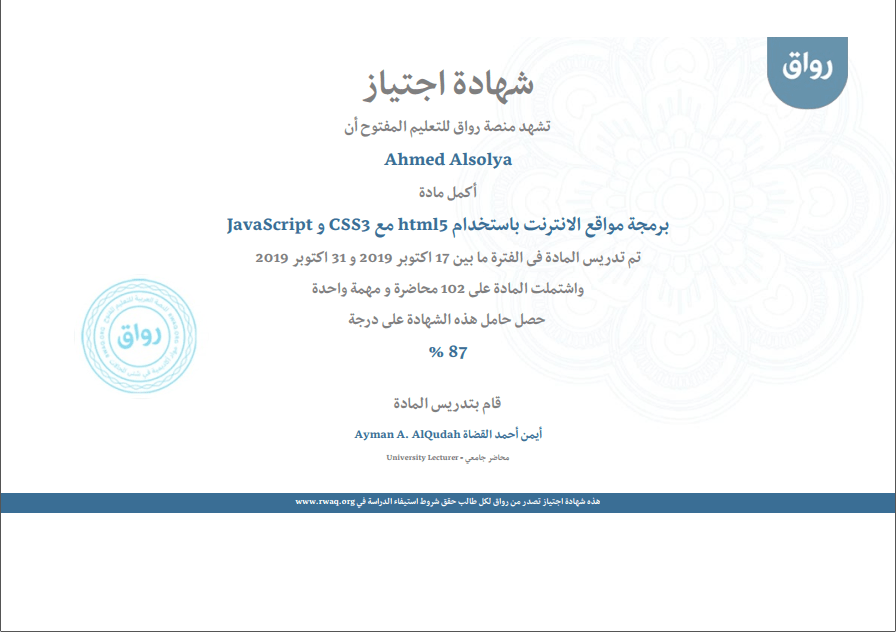 رواق
شهادة اجتياز
تشهد منصة رواق للتعليم المفتوح أن
Ahmed Alsolya
أكمل مادة
برمجة مواقع الانترنت باستخدام html5 مع CSS3 و JavaScript
تم تدريس المادة فى الفترة ما بين 17 اكتوبر 2019 و 31 اكتوبر 2019
واشتملت المادة على 102 محاضرة و مهمة واحدة
حصل حامل هذه الشهادة على درجة
87 %
رواق
قام بتدريس المادة
أيمن أحمد القضاة Ayman A. AlQudah
محاضر جامعي - University Lecturer
هذه شهادة اجتياز تصدر من رواق لكل طالب حقق شروط استيفاء الدراسة في www.rwaq.org